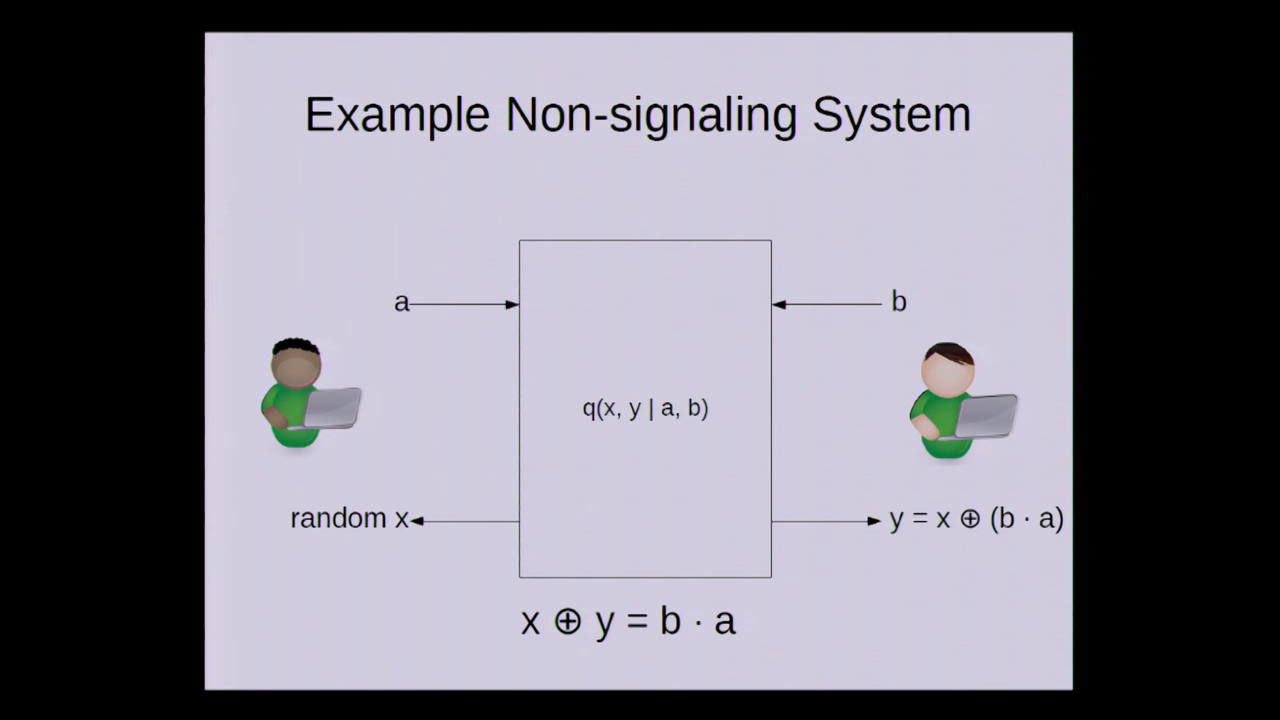 Example Non-signaling System
a
b
q(x, y | a, b)
random x
y = x ⊕ (b · a)
x ⊕ y = b · a